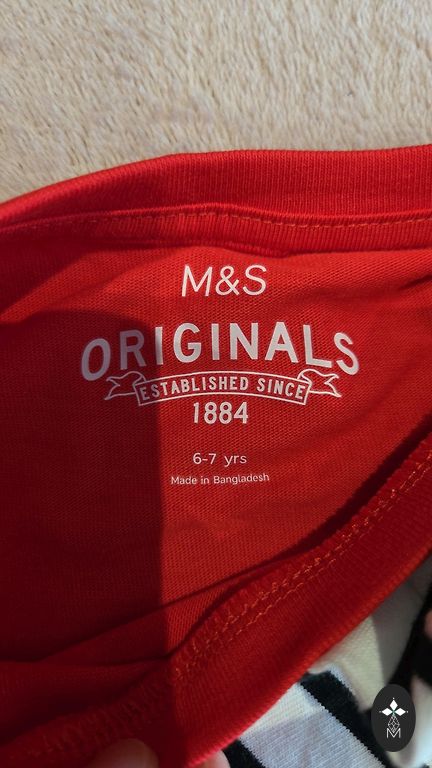 M&S
ORIGINALS
ESTABLISHED SINCE
1884
6-7 yrs
Made in Bangladesh
M